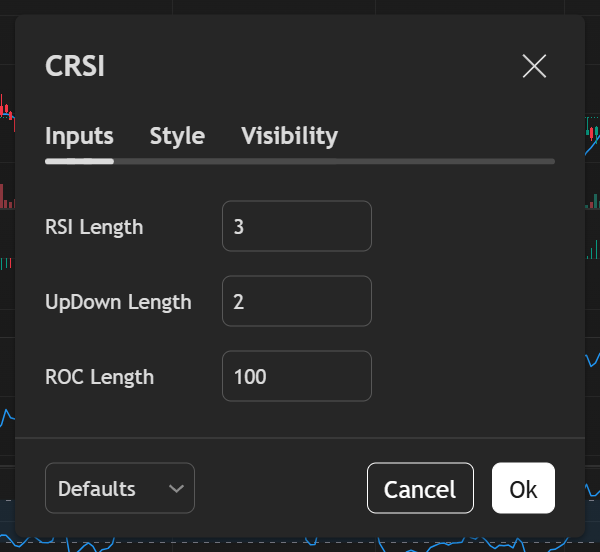 CRSI
Inputs Style Visibility
RSI Length 3
UpDown Length 2
ROC Length 100
Defaults Cancel Ok